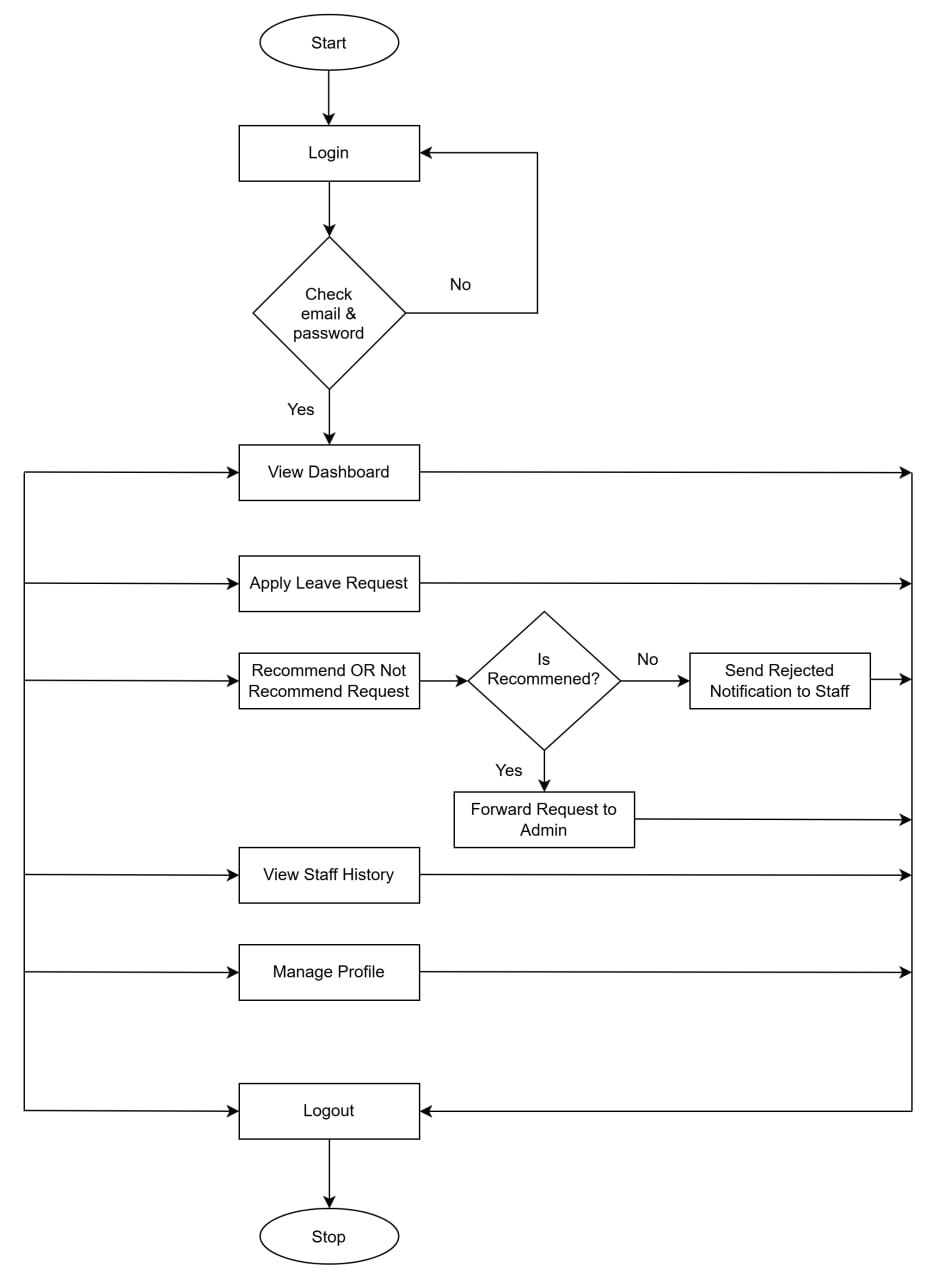 Start
Login
Check
email &
password
No
Yes
View Dashboard
Apply Leave Request
Recommend OR Not
Recommend Request
Is
Recommened?
No
Send Rejected
Notification to Staff
Yes
Forward Request to
Admin
View Staff History
Manage Profile
Logout
Stop